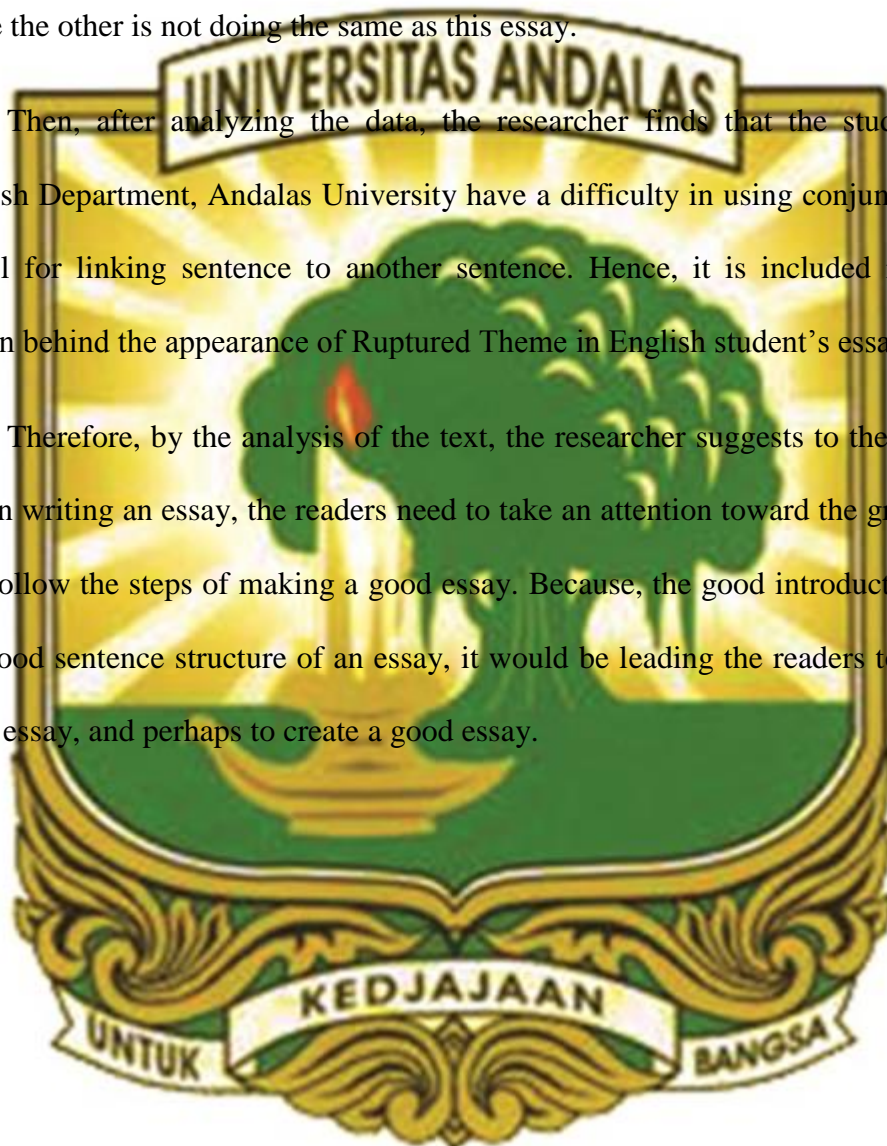 e the other is not doing the same as this essay.
UNIVERSITAS ANDALAS
Then, after analyzing the data, the researcher finds that the stu
sh Department, Andalas University have a difficulty in using conjun
l for linking sentence to another sentence. Hence, it is included
n behind the appearance of Ruptured Theme in English student’s essa
Therefore, by the analysis of the text, the researcher suggests to the
n writing an essay, the readers need to take an attention toward the g
ollow the steps of making a good essay. Because, the good introduct
ood sentence structure of an essay, it would be leading the readers t
essay, and perhaps to create a good essay.
UNTUK KEDJAJAAN BANGSA